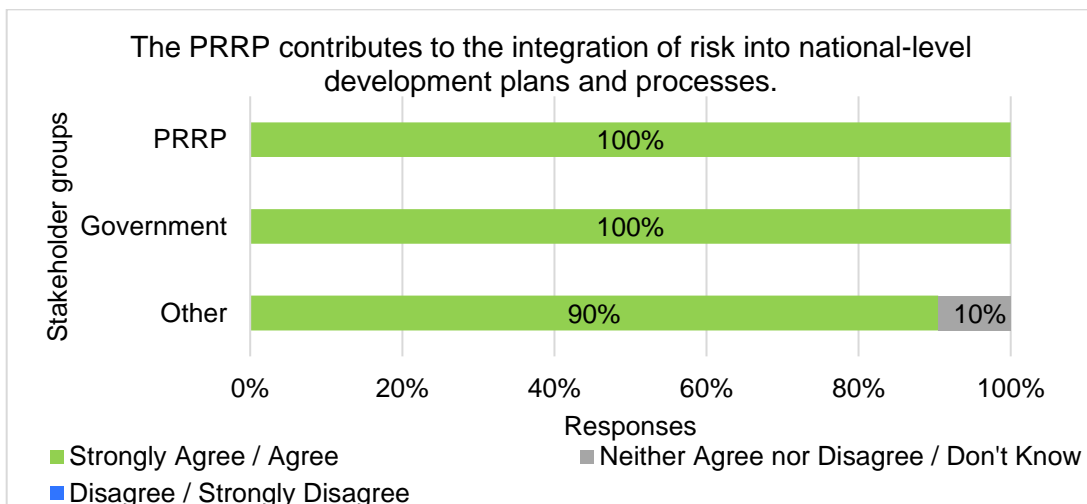 The PRRP contributes to the integration of risk into national-level
development plans and processes.
Stakeholder groups
PRRP
100%
Government
100%
Other
90%
10%
0%
20%
40%
60%
80%
100%
Responses
Strongly Agree / Agree
Neither Agree nor Disagree / Don't Know
Disagree / Strongly Disagree